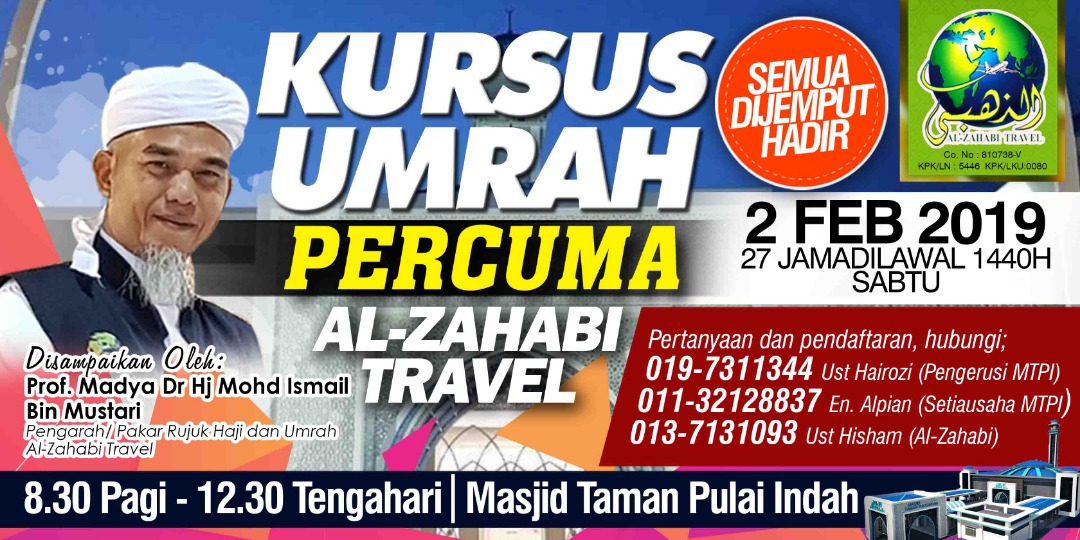 KURSUS
UMRAH
PERCUMA
AL-ZAHABI
TRAVEL
SEMUA
DIJEMPUT
HADIR
الذهبي
AL-ZAHABI TRAVEL
Co. No : 810738-V
KPK/LN : 5446 KPK/LKU:0080
2 FEB 2019
27 JAMADILAWAL 1440H
SABTU
Disampaikan Oleh:
Prof. Madya Dr Hj Mohd Ismail
Bin Mustari
Pengarah/ Pakar Rujuk Haji dan Umrah
Al-Zahabi Travel
Pertanyaan dan pendaftaran, hubungi;
019-7311344 Ust Hairozi (Pengerusi MTPI)
011-32128837 En. Alpian (Setiausaha MTPI)
013-7131093 Ust Hisham (Al-Zahabi)
8.30 Pagi - 12.30 Tengahari | Masjid Taman Pulai Indah